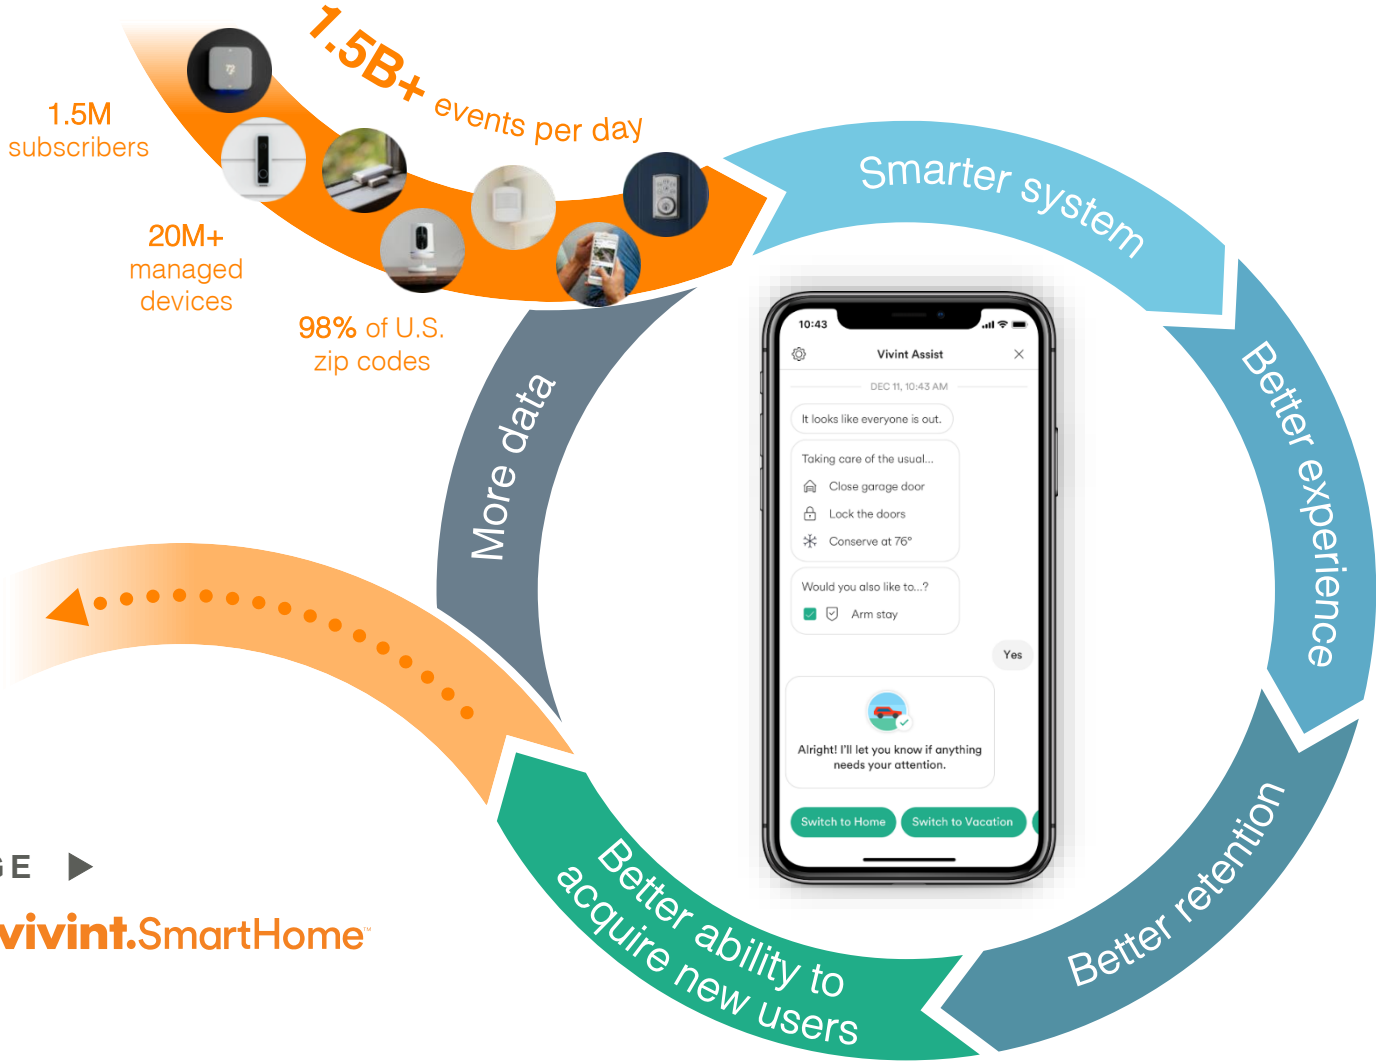 1.5B+ events per day
1.5M
subscribers
20M+
managed
devices
98% of U.S.
zip codes
Smarter system
Better experience
Better retention
Better ability to
acquire new users
More data
10:43
Vivint Assist
DEC 11, 10:43 AM
It looks like everyone is out.
Taking care of the usual...
Close garage door
Lock the doors
Conserve at 76°
Would you also like to...?
Arm stay
Yes
Alright! I'll let you know if anything
needs your attention.
Switch to Home
Switch to Vacation
GE
vivint.SmartHome™